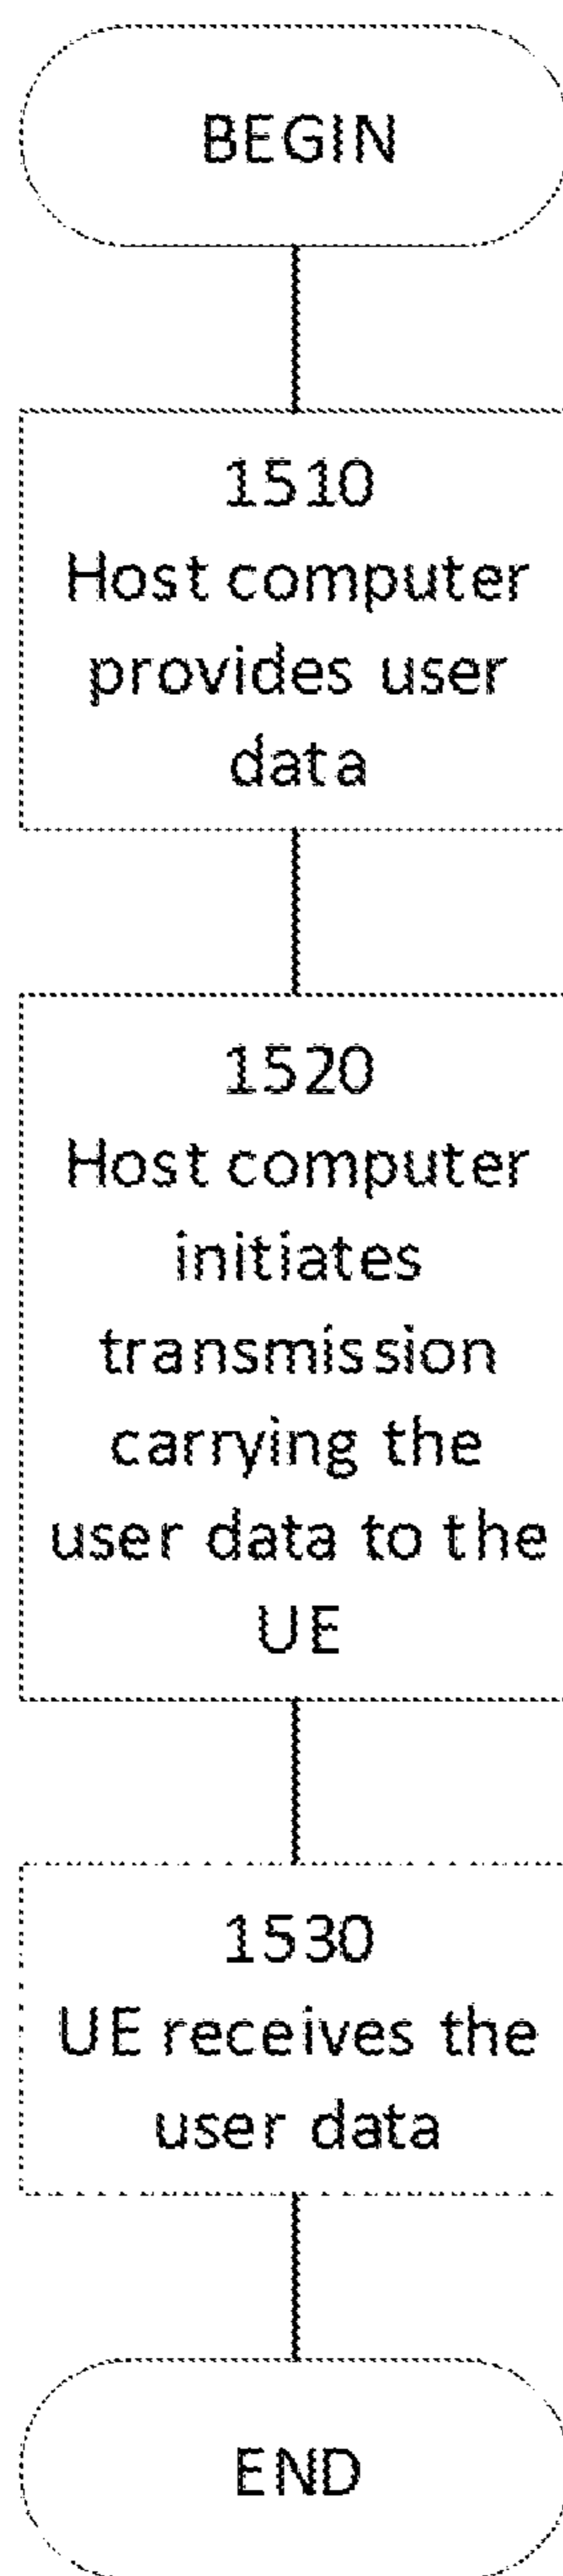 BEGIN
1510
Host computer
provides user
data
1520
Host computer
initiates
transmission
carrying the
user data to the
UE
1530
UE receives the
user data
END